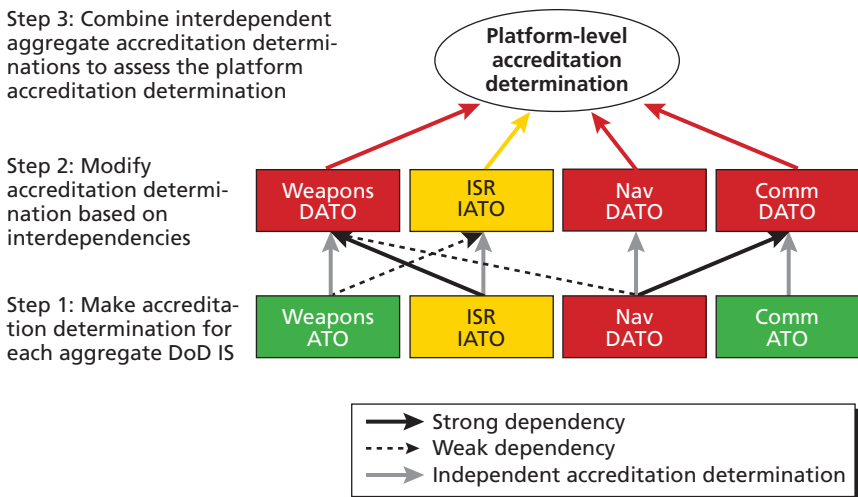 Step 3: Combine interdependent
aggregate accreditation determi-
nations to assess the platform
accreditation determination
Platform-level
accreditation
determination
Step 2: Modify
accreditation determi-
nation based on
interdependencies
Weapons
DATO
ISR
IATO
Nav
DATO
Comm
DATO
Step 1: Make accredita-
tion determination for
each aggregate DoD IS
Weapons
ATO
ISR
IATO
Nav
DATO
Comm
ATO
Strong dependency
Weak dependency
Independent accreditation determination